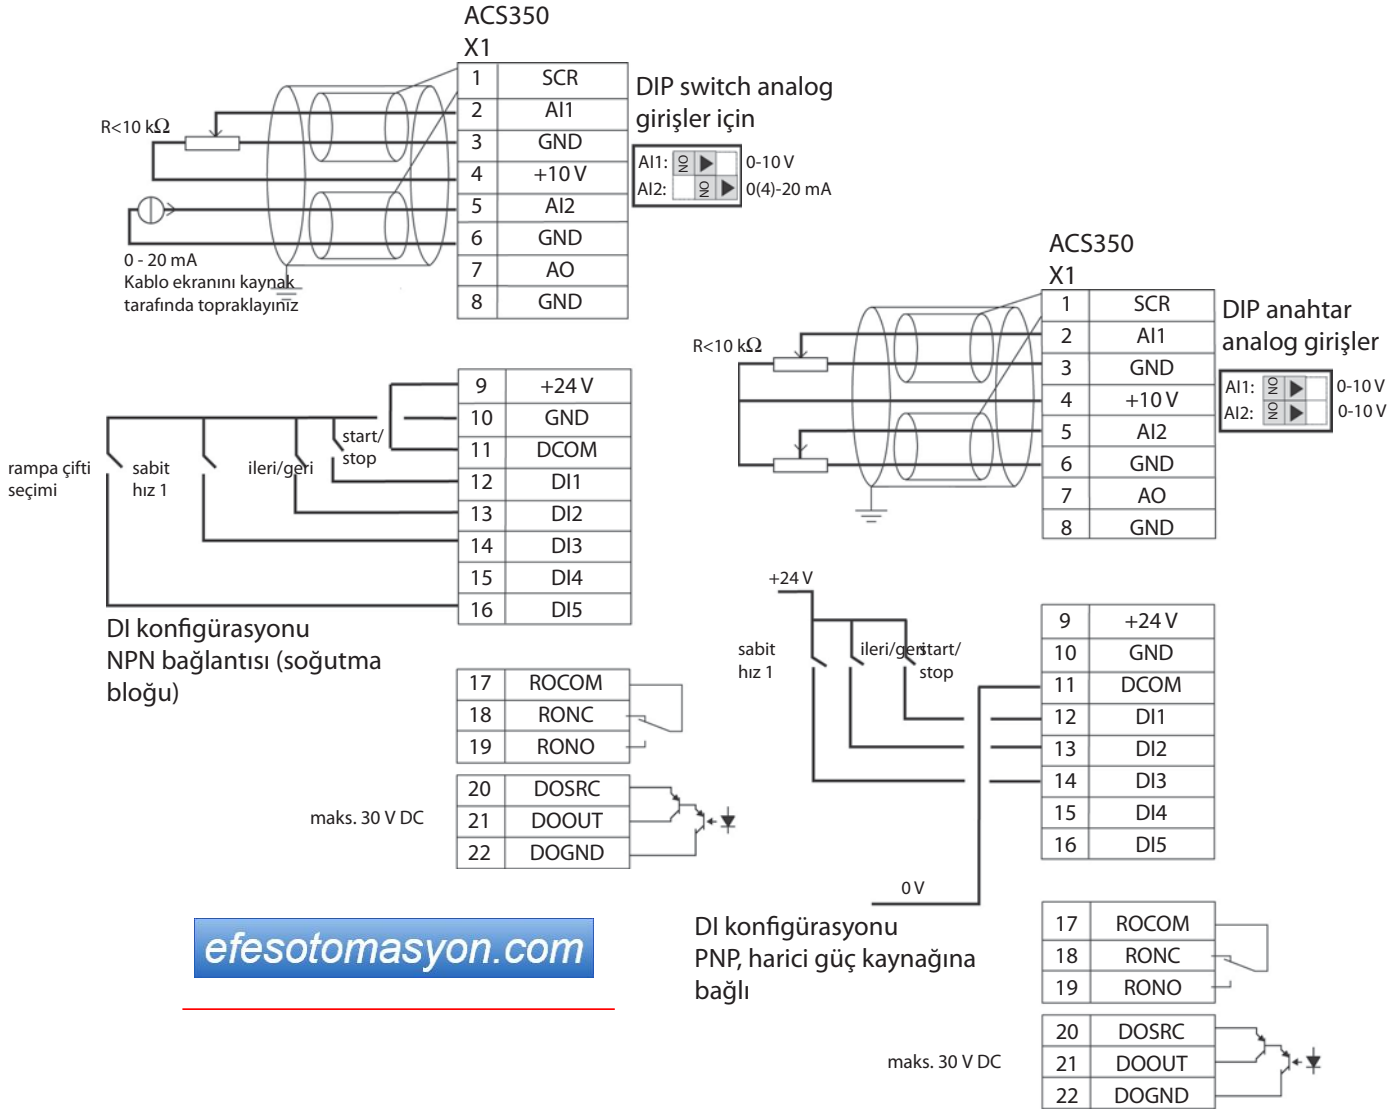 ACS350
X1
1 SCR
2 AI1
3 GND
4 +10 V
5 AI2
6 GND
7 AO
8 GND
R<10 kΩ
0 - 20 mA
Kablo ekranını kaynak
tarafında topraklayınız
DIP switch analog
girişler için
AI1: ON 0-10 V
AI2: ON 0(4)-20 mA
9 +24 V
10 GND
11 DCOM
12 DI1
13 DI2
14 DI3
15 DI4
16 DI5
rampa çifti
seçimi
sabit
hız 1
ileri/geri
start/
stop
DI konfigürasyonu
NPN bağlantısı (soğutma
bloğu)
17 ROCOM
18 RONC
19 RONO
20 DOSRC
21 DOOUT
22 DOGND
maks. 30 V DC
efesotomasyon.com
ACS350
X1
1 SCR
2 AI1
3 GND
4 +10 V
5 AI2
6 GND
7 AO
8 GND
R<10 kΩ
DIP anahtar
analog girişler
AI1: ON 0-10 V
AI2: ON 0-10 V
+24 V
9 +24 V
10 GND
11 DCOM
12 DI1
13 DI2
14 DI3
15 DI4
16 DI5
sabit
hız 1
ileri/geri
start/
stop
0 V
DI konfigürasyonu
PNP, harici güç kaynağına
bağlı
17 ROCOM
18 RONC
19 RONO
20 DOSRC
21 DOOUT
22 DOGND
maks. 30 V DC